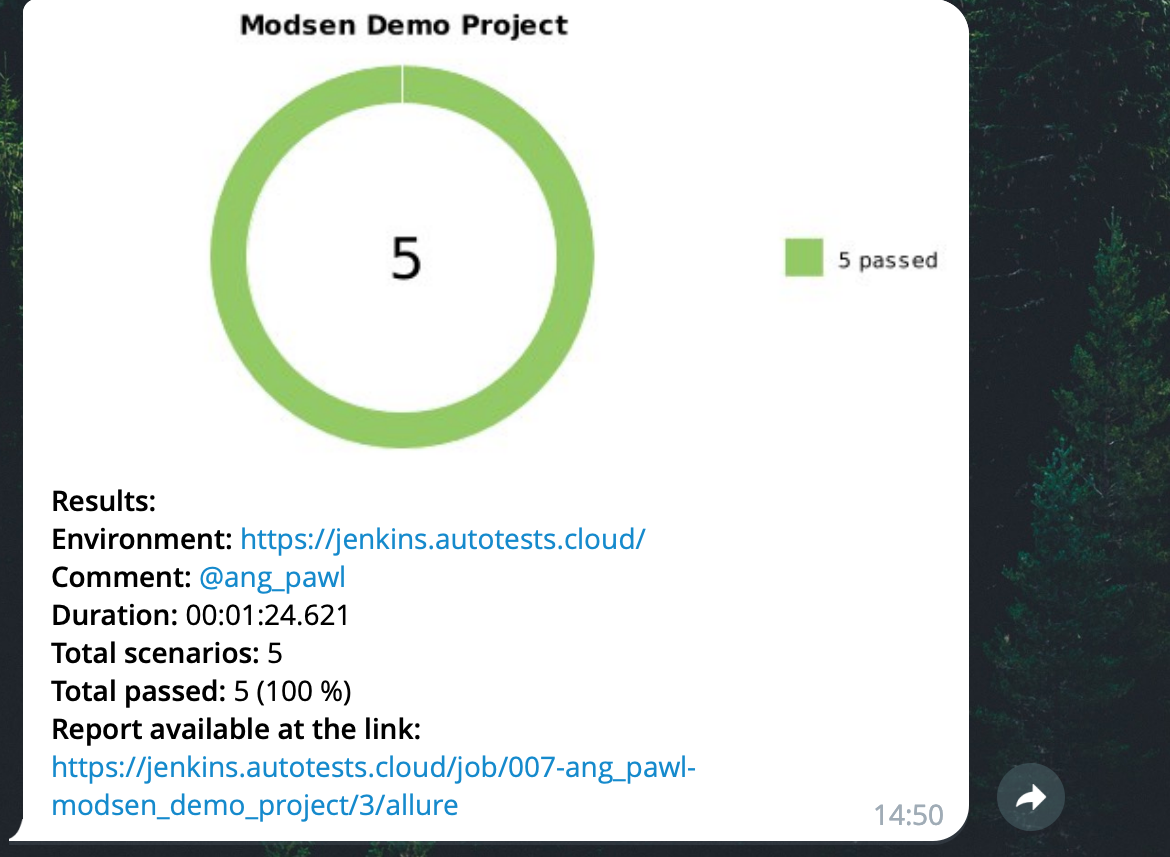 Modsen Demo Project
5
5 passed
Results:
Environment: https://jenkins.autotests.cloud/
Comment: @ang_pawl
Duration: 00:01:24.621
Total scenarios: 5
Total passed: 5 (100 %)
Report available at the link:
https://jenkins.autotests.cloud/job/007-ang_pawl-
modsen_demo_project/3/allure
14:50